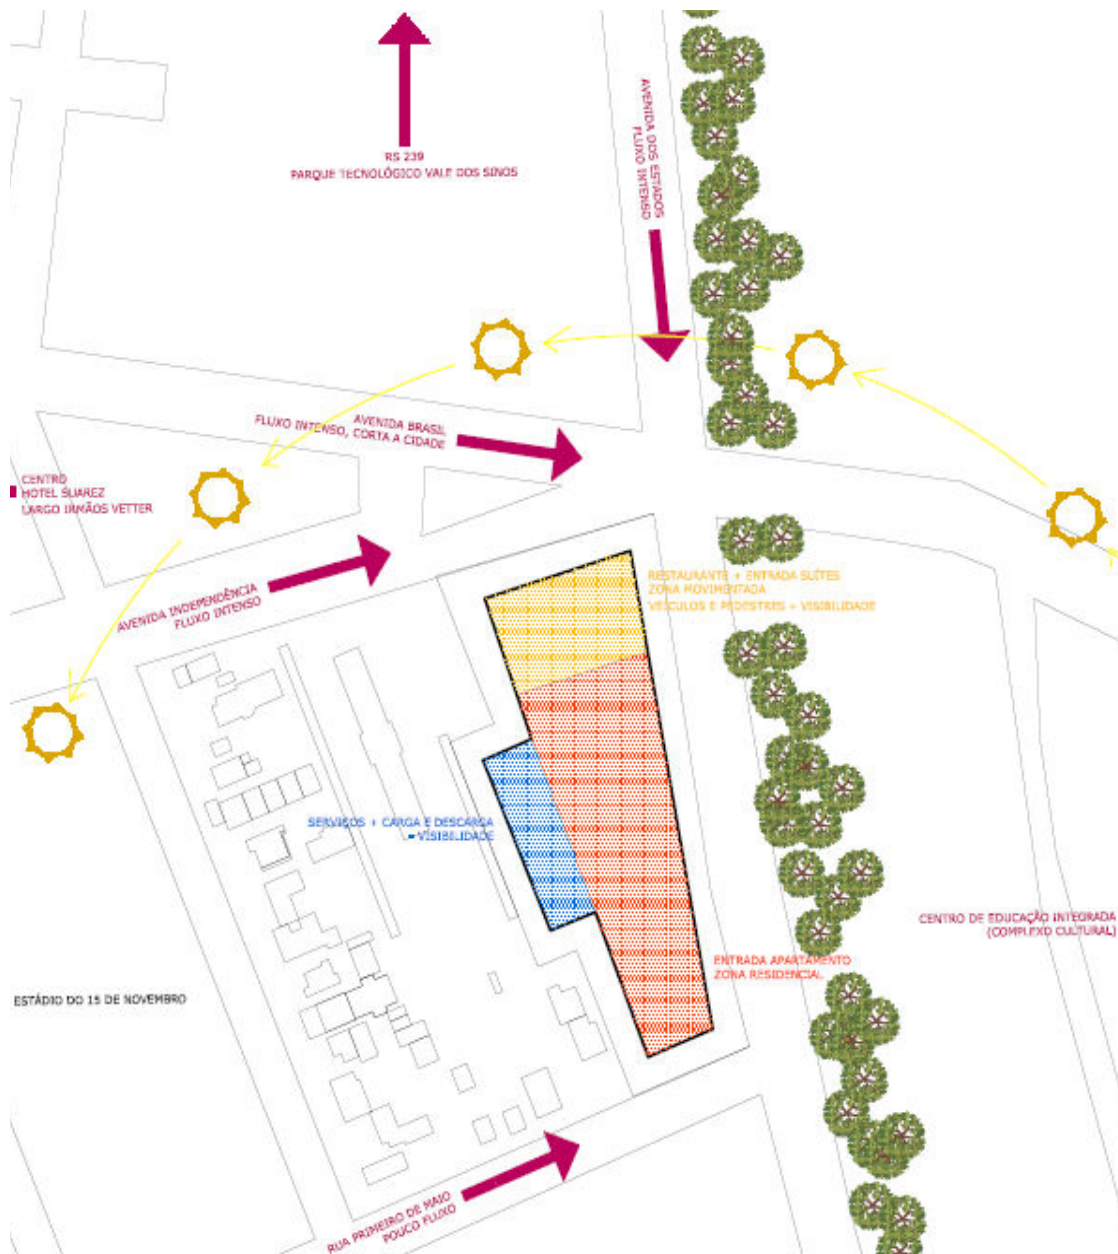 RS 239
PARQUE TECNOLÓGICO VALE DOS SINOS
AVENIDA DOS ESTADOS
FLUXO INTENSO
AVENIDA BRASIL
FLUXO INTENSO, CORTA A CIDADE
CENTRO
HOTEL SUAREZ
LARGO IRMÃOS VETTER
AVENIDA INDEPENDÊNCIA
FLUXO INTENSO
RESTAURANTE + ENTRADA SUÍTES
ZONA MOVIMENTADA
VEÍCULOS E PEDESTRES + VISIBILIDADE
SERVIÇOS + CARGA E DESCARGA
- VISIBILIDADE
CENTRO DE EDUCAÇÃO INTEGRADA
(COMPLEXO CULTURAL)
ENTRADA APARTAMENTO
ZONA RESIDENCIAL
ESTÁDIO DO 15 DE NOVEMBRO
RUA PRIMEIRO DE MAIO
POUCO FLUXO